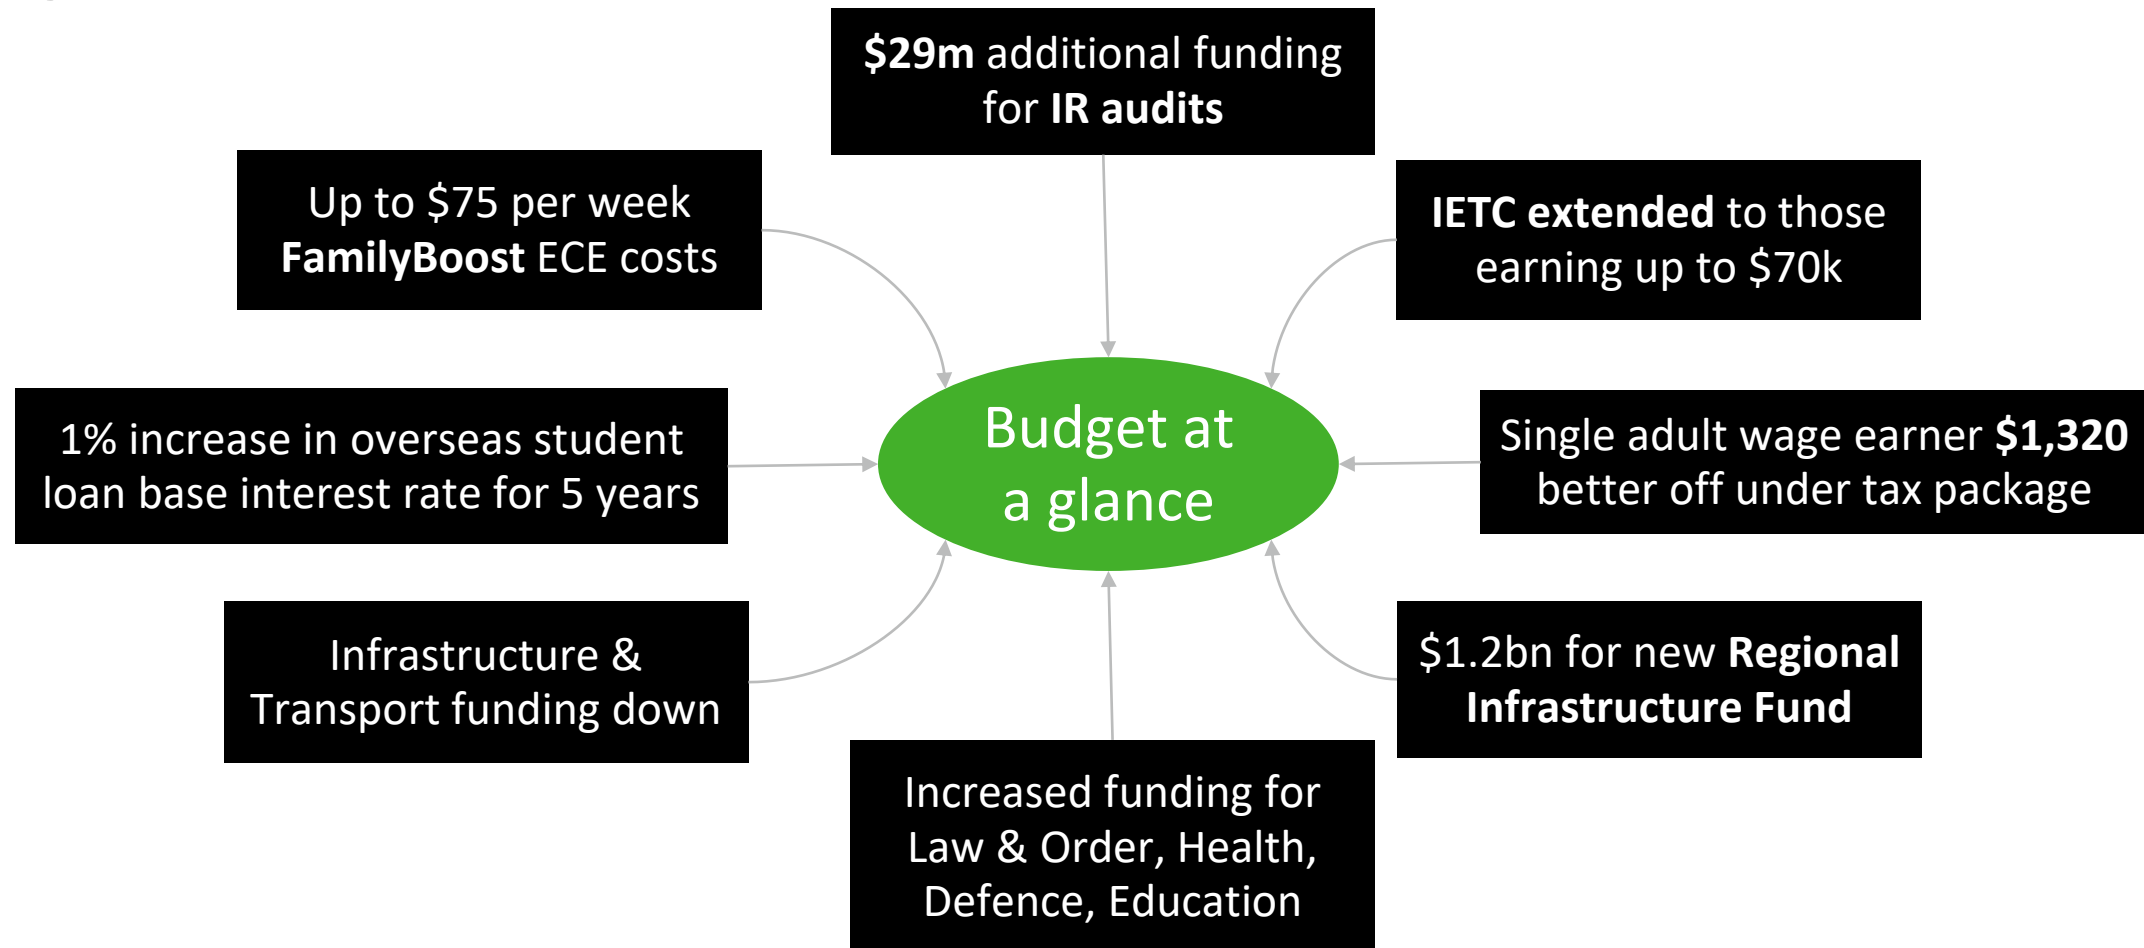 $29m additional funding
for IR audits
Up to $75 per week
FamilyBoost ECE costs
IETC extended to those
earning up to $70k
1% increase in overseas student
loan base interest rate for 5 years
Budget at
a glance
Single adult wage earner $1,320
better off under tax package
Infrastructure &
Transport funding down
$1.2bn for new Regional
Infrastructure Fund
Increased funding for
Law & Order, Health,
Defence, Education